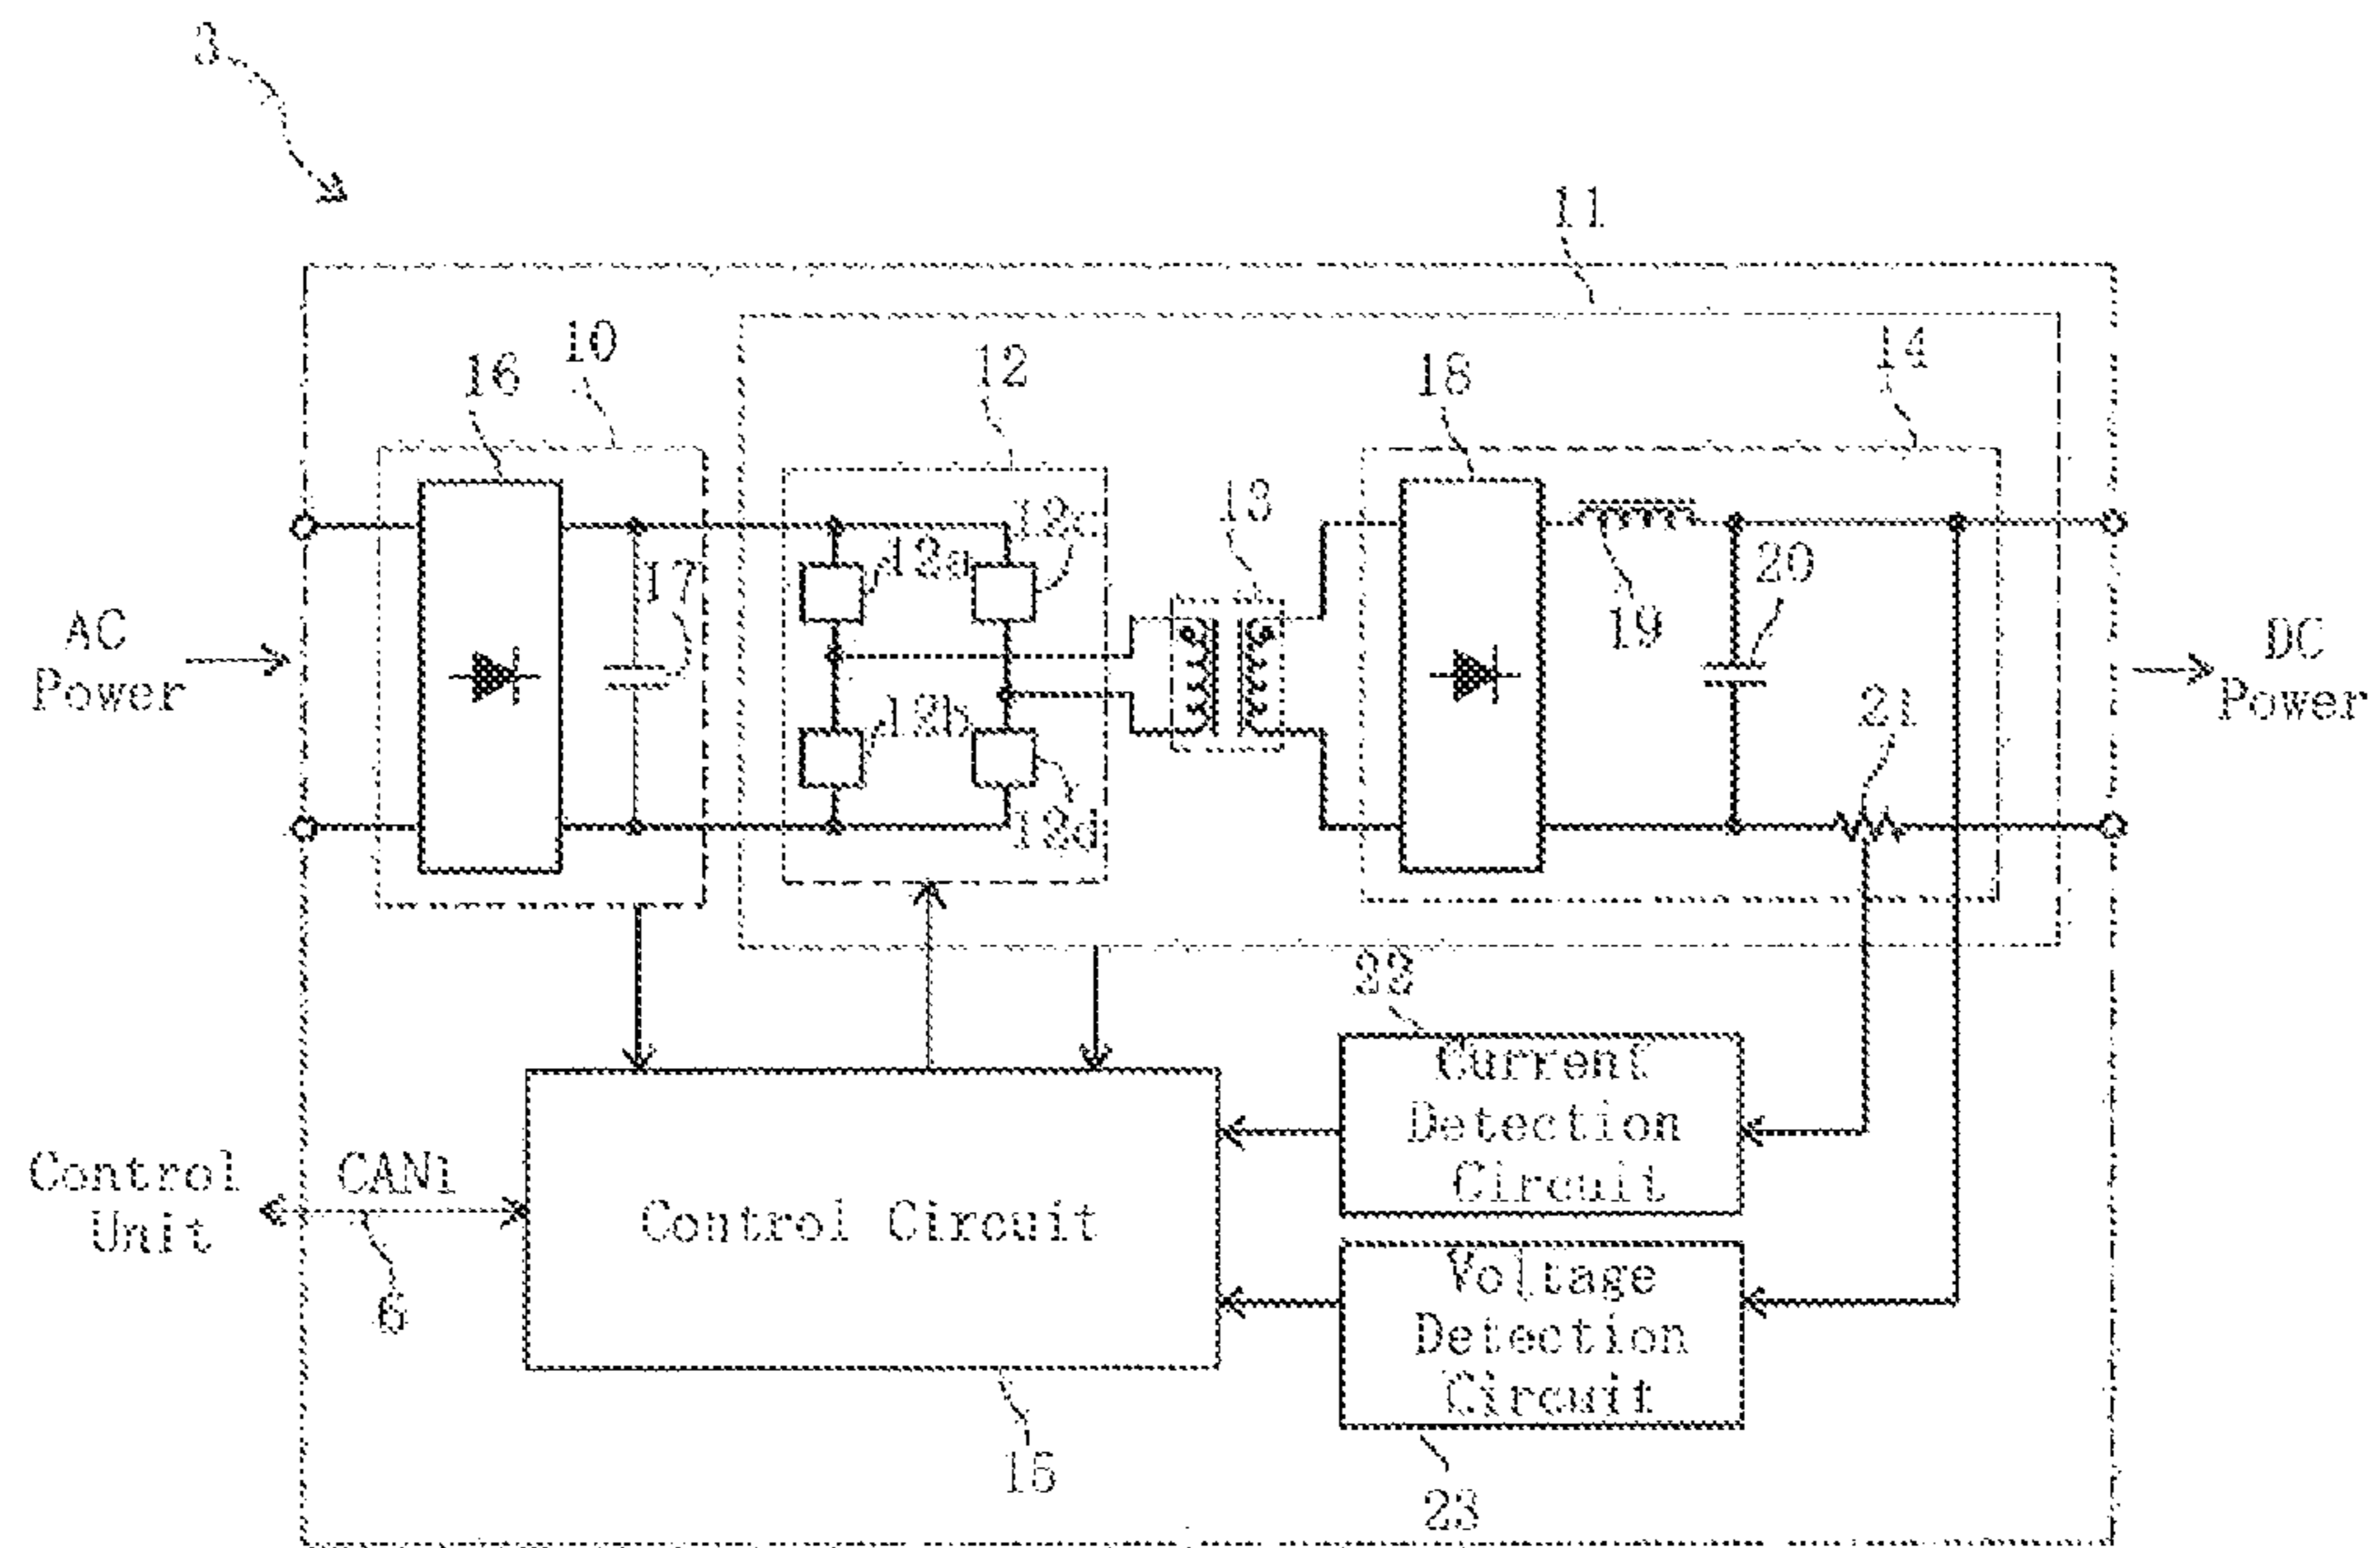 3
11
10
14
16
12
18
13
12c
12a
17
20
19
AC
Power
DC
Power
21
12b
12d
22
Current
Detection
Circuit
Control
Unit
CAN1
Control Circuit
6
Voltage
Detection
Circuit
15
23